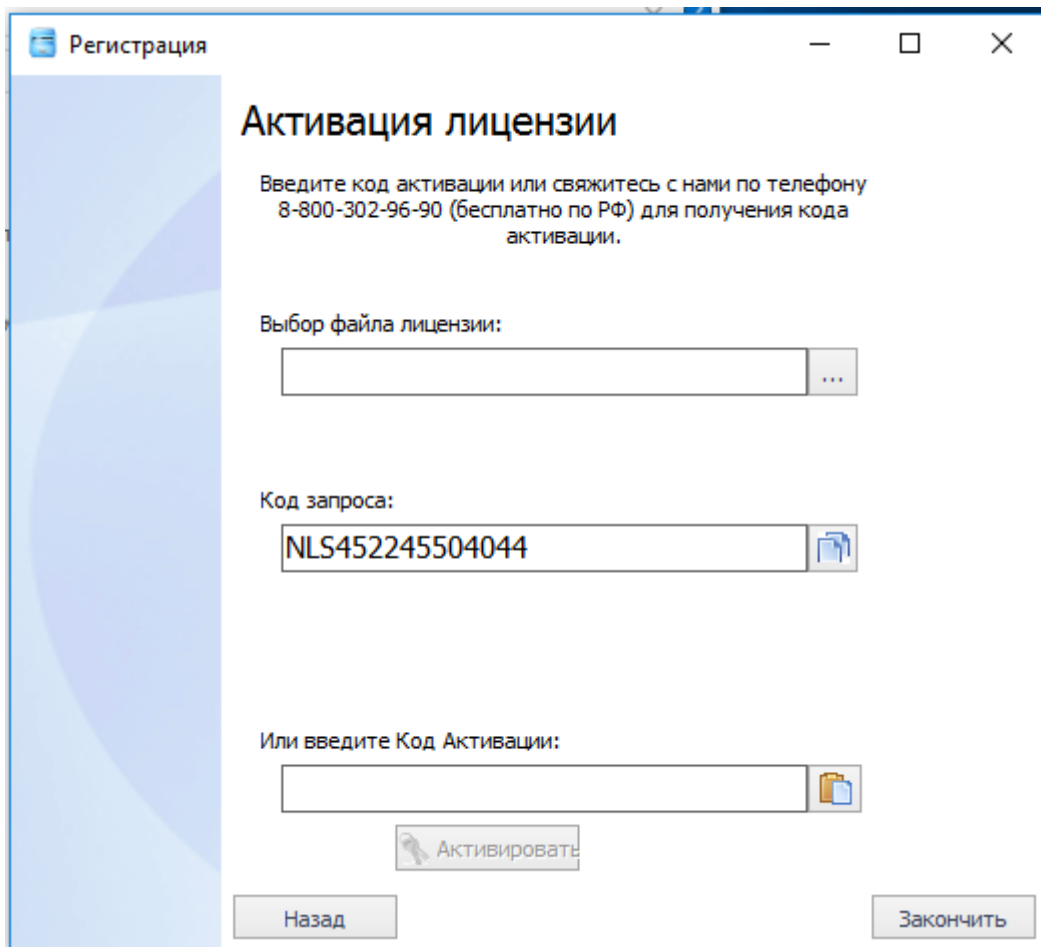 Регистрация
Активация лицензии
Введите код активации или свяжитесь с нами по телефону
8-800-302-96-90 (бесплатно по РФ) для получения кода
активации.
Выбор файла лицензии:
...
Код запроса:
NLS452245504044
Или введите Код Активации:
Активировать
Назад
Закончить